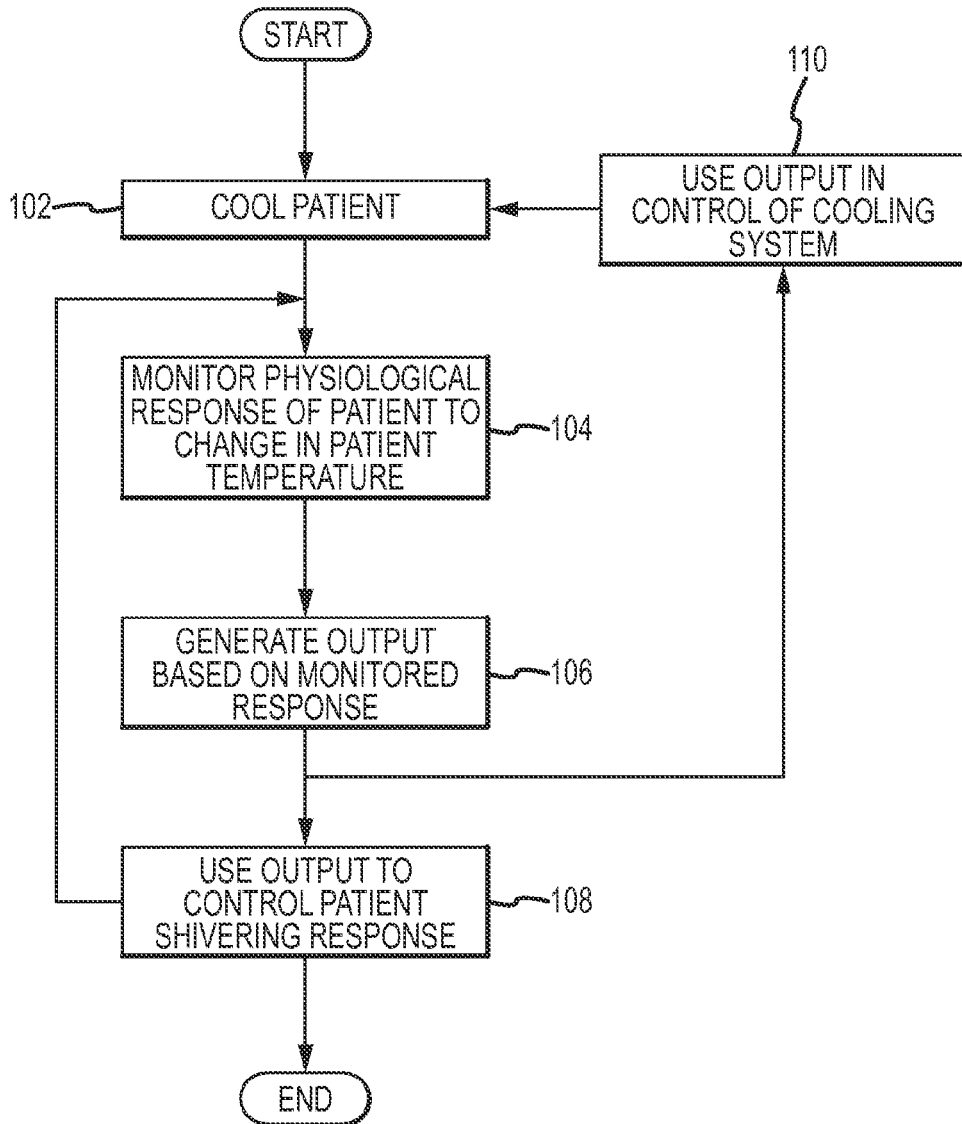 START
110
USE OUTPUT IN
CONTROL OF COOLING
SYSTEM
102
COOL PATIENT
MONITOR PHYSIOLOGICAL
RESPONSE OF PATIENT TO
CHANGE IN PATIENT
TEMPERATURE
104
GENERATE OUTPUT
BASED ON MONITORED
RESPONSE
106
USE OUTPUT TO
CONTROL PATIENT
SHIVERING RESPONSE
108
END